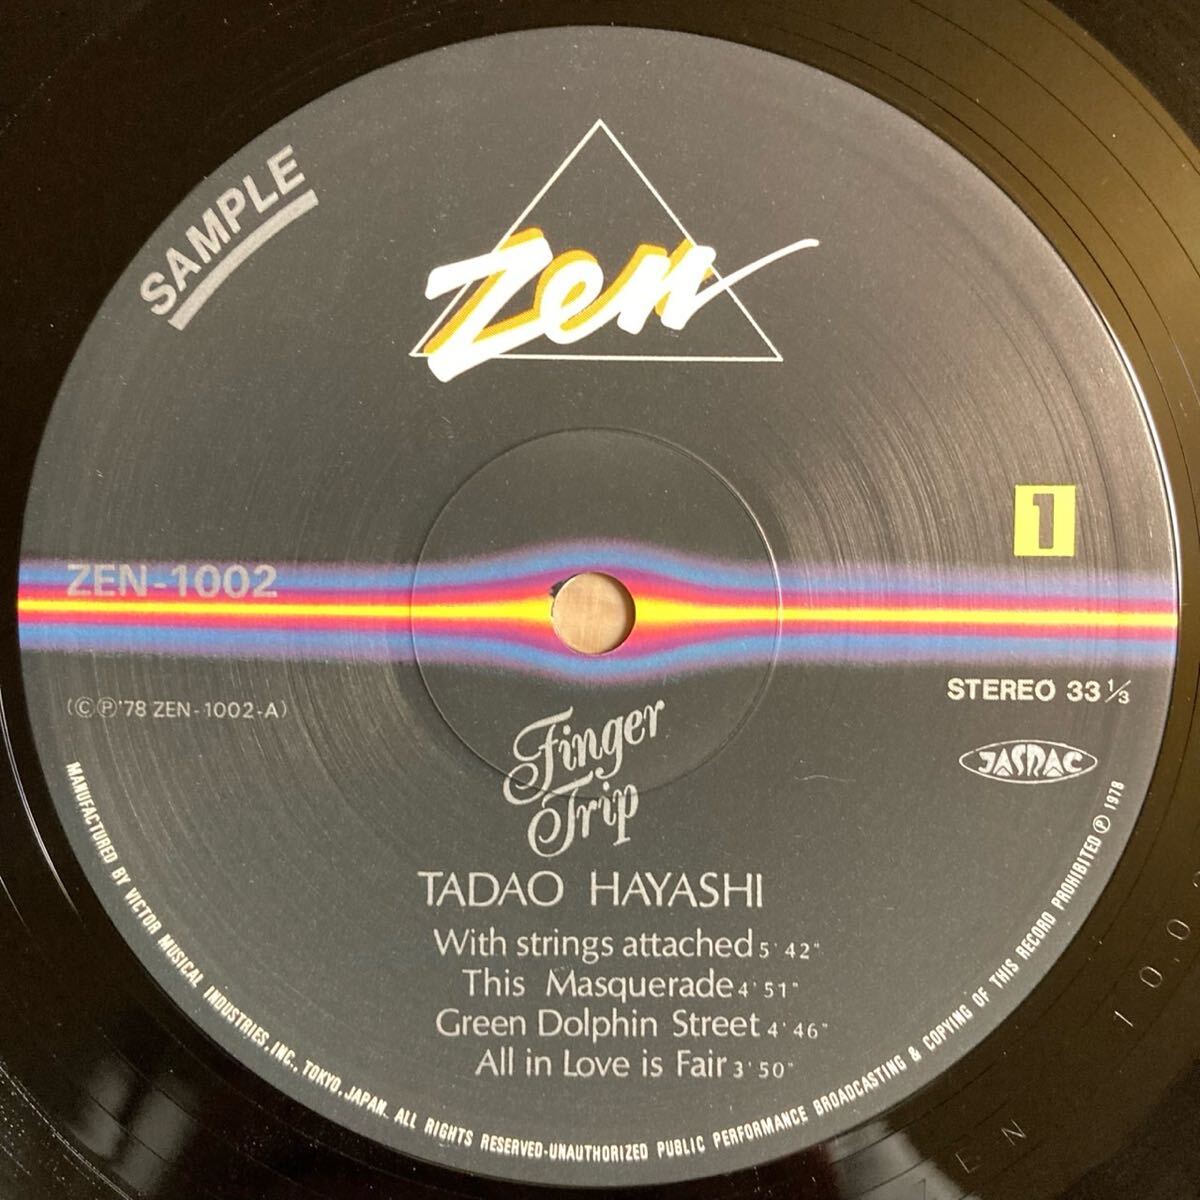 SAMPLE
Zen
1
ZEN-1002
STEREO 33 1/3
(ⒸⓅ'78 ZEN-1002-A)
JASRAC
Finger
Trip
TADAO HAYASHI
With strings attached 5'42"
This Masquerade 4'51"
Green Dolphin Street 4'46"
All in Love is Fair 3'50"
MANUFACTURED BY VICTOR MUSICAL INDUSTRIES, INC., TOKYO, JAPAN. ALL RIGHTS RESERVED-UNAUTHORIZED PUBLIC PERFORMANCE BROADCASTING & COPYING OF THIS RECORD PROHIBITED Ⓟ 1978